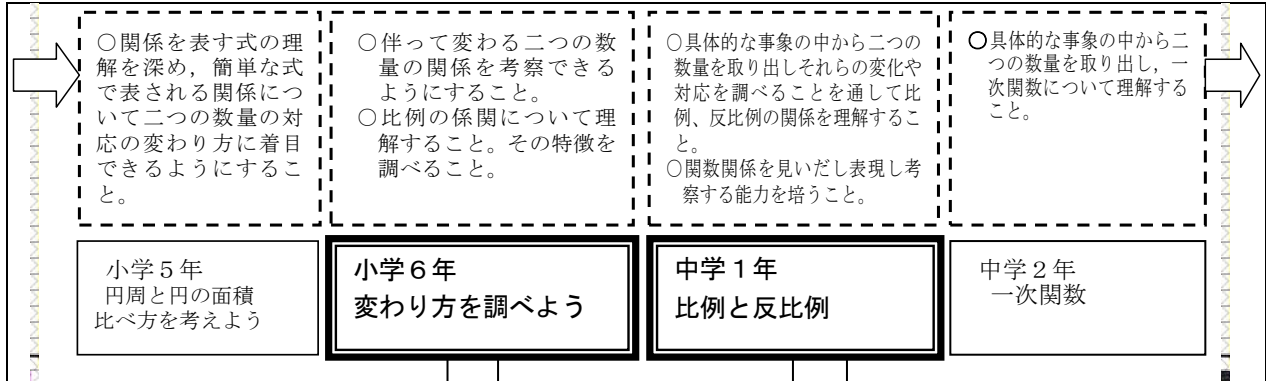 ○関係を表す式の理
解を深め，簡単な式
で表される関係につ
いて二つの数量の対
応の変わり方に着目
できるようにするこ
と。
○伴って変わる二つの数
量の関係を考察できる
ようにすること。
○比例の係関について理
解すること。その特徴を
調べること。
○具体的な事象の中から二つの
数量を取り出しそれらの変化や
対応を調べることを通して比
例、反比例の関係を理解するこ
と。
○関数関係を見いだし表現し考
察する能力を培うこと。
○具体的な事象の中から二
つの数量を取り出し，一
次関数について理解する
こと。
小学５年
円周と円の面積
比べ方を考えよう
小学６年
変わり方を調べよう
中学１年
比例と反比例
中学２年
一次関数